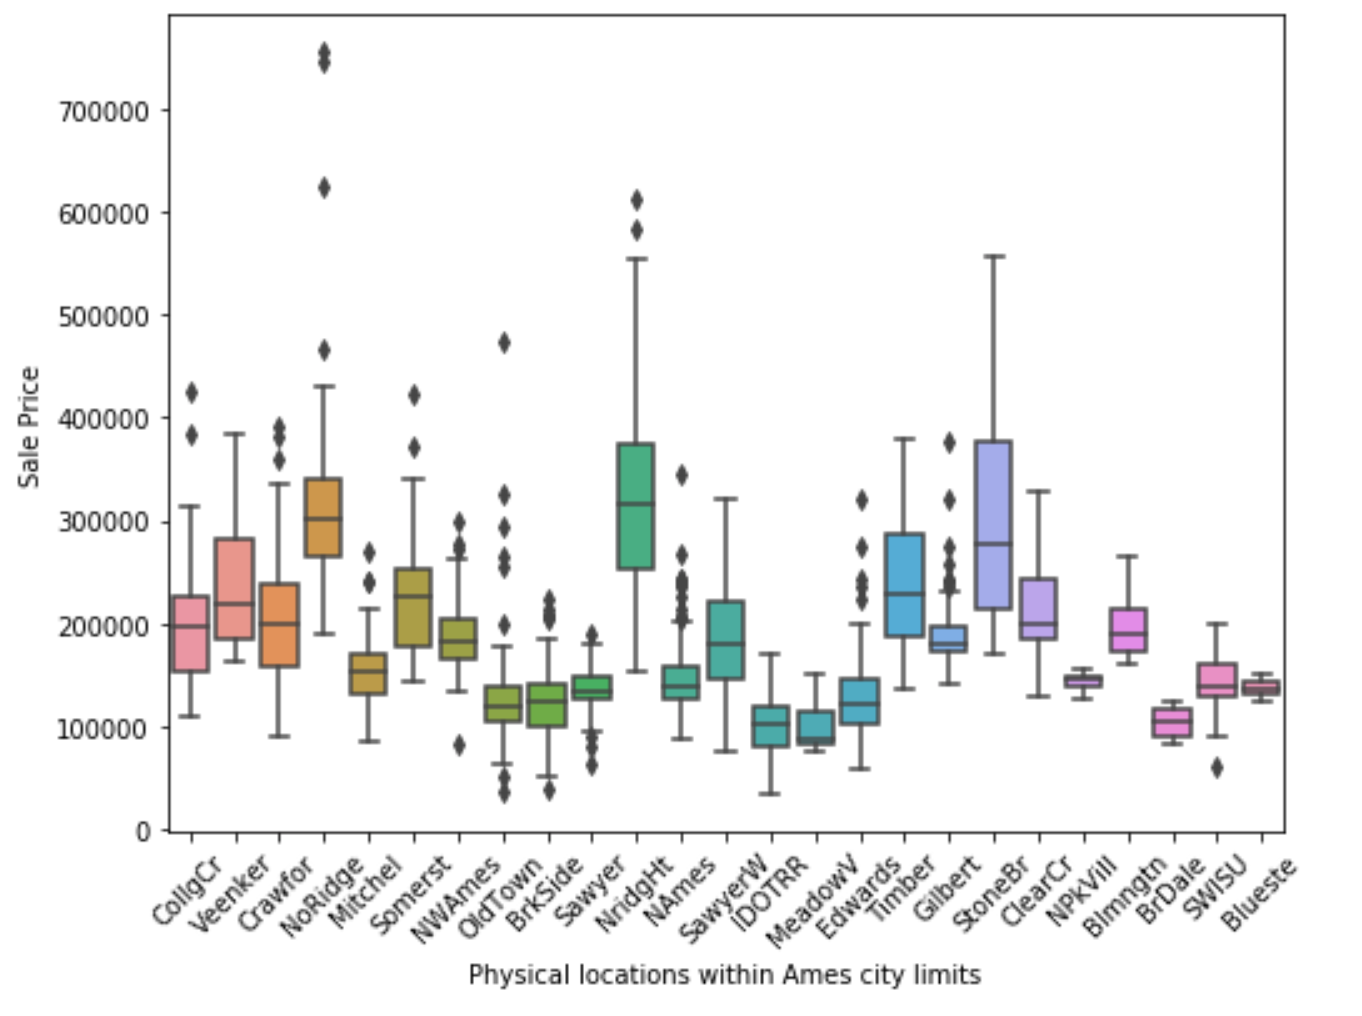 700000
600000
500000
400000
300000
200000
100000
0
Sale Price
CollgCr
Veenker
Crawfor
NoRidge
Mitchel
Somerst
NWAmes
OldTown
BrkSide
Sawyer
NridgHt
NAmes
SawyerW
IDOTRR
MeadowV
Edwards
Timber
Gilbert
StoneBr
ClearCr
NPkVill
Blmngtn
BrDale
SWISU
Blueste
Physical locations within Ames city limits